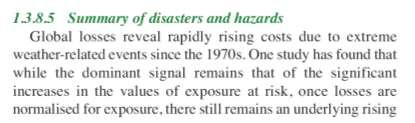 1.3.8.5 Summary of disasters and hazards
Global losses reveal rapidly rising costs due to extreme
weather-related events since the 1970s. One study has found that
while the dominant signal remains that of the significant
increases in the values of exposure at risk, once losses are
normalised for exposure, there still remains an underlying rising